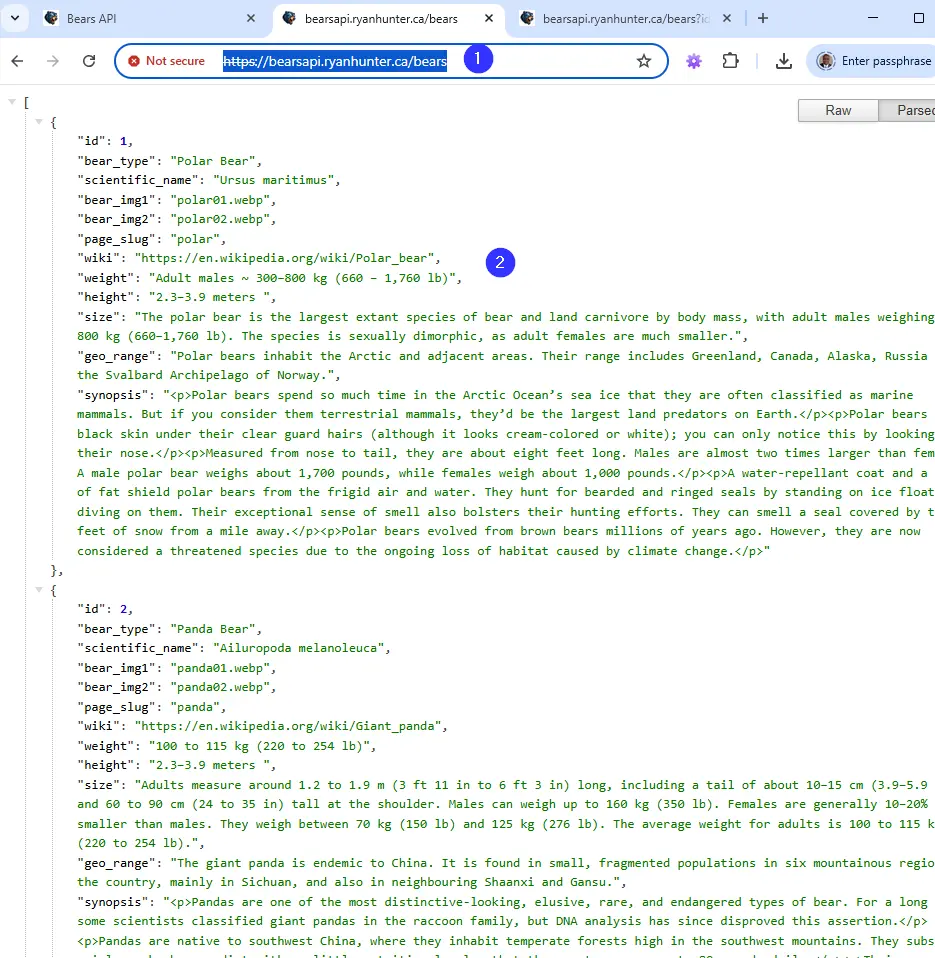 Bears API
bearsapi.ryanhunter.ca/bears
bearsapi.ryanhunter.ca/bears?id
Not secure https://bearsapi.ryanhunter.ca/bears 1 Enter passphrase
[ Raw Parsed
{
"id": 1,
"bear_type": "Polar Bear",
"scientific_name": "Ursus maritimus",
"bear_img1": "polar01.webp",
"bear_img2": "polar02.webp",
"page_slug": "polar",
"wiki": "https://en.wikipedia.org/wiki/Polar_bear", 2
"weight": "Adult males ~ 300–800 kg (660 – 1,760 lb)",
"height": "2.3–3.9 meters ",
"size": "The polar bear is the largest extant species of bear and land carnivore by body mass, with adult males weighing
800 kg (660–1,760 lb). The species is sexually dimorphic, as adult females are much smaller.",
"geo_range": "Polar bears inhabit the Arctic and adjacent areas. Their range includes Greenland, Canada, Alaska, Russia
the Svalbard Archipelago of Norway.",
"synopsis": "<p>Polar bears spend so much time in the Arctic Ocean’s sea ice that they are often classified as marine
mammals. But if you consider them terrestrial mammals, they’d be the largest land predators on Earth.</p><p>Polar bears
black skin under their clear guard hairs (although it looks cream-colored or white); you can only notice this by looking
their nose.</p><p>Measured from nose to tail, they are about eight feet long. Males are almost two times larger than fem
A male polar bear weighs about 1,700 pounds, while females weigh about 1,000 pounds.</p><p>A water-repellant coat and a
of fat shield polar bears from the frigid air and water. They hunt for bearded and ringed seals by standing on ice float
diving on them. Their exceptional sense of smell also bolsters their hunting efforts. They can smell a seal covered by t
feet of snow from a mile away.</p><p>Polar bears evolved from brown bears millions of years ago. However, they are now
considered a threatened species due to the ongoing loss of habitat caused by climate change.</p>"
},
{
"id": 2,
"bear_type": "Panda Bear",
"scientific_name": "Ailuropoda melanoleuca",
"bear_img1": "panda01.webp",
"bear_img2": "panda02.webp",
"page_slug": "panda",
"wiki": "https://en.wikipedia.org/wiki/Giant_panda",
"weight": "100 to 115 kg (220 to 254 lb)",
"height": "2.3–3.9 meters ",
"size": "Adults measure around 1.2 to 1.9 m (3 ft 11 in to 6 ft 3 in) long, including a tail of about 10–15 cm (3.9–5.9
and 60 to 90 cm (24 to 35 in) tall at the shoulder. Males can weigh up to 160 kg (350 lb). Females are generally 10–20%
smaller than males. They weigh between 70 kg (150 lb) and 125 kg (276 lb). The average weight for adults is 100 to 115 k
(220 to 254 lb).",
"geo_range": "The giant panda is endemic to China. It is found in small, fragmented populations in six mountainous regio
the country, mainly in Sichuan, and also in neighbouring Shaanxi and Gansu.",
"synopsis": "<p>Pandas are one of the most distinctive-looking, elusive, rare, and endangered types of bear. For a long
some scientists classified giant pandas in the raccoon family, but DNA analysis has since disproved this assertion.</p>
<p>Pandas are native to southwest China, where they inhabit temperate forests high in the southwest mountains. They subs